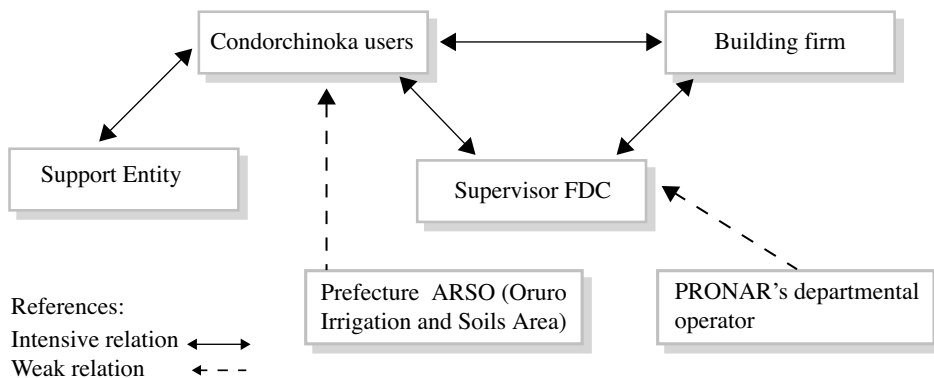 Condorchinoka users
Building firm
Support Entity
Supervisor FDC
Prefecture ARSO (Oruro
Irrigation and Soils Area)
PRONAR's departmental
operator
References:
Intensive relation
Weak relation